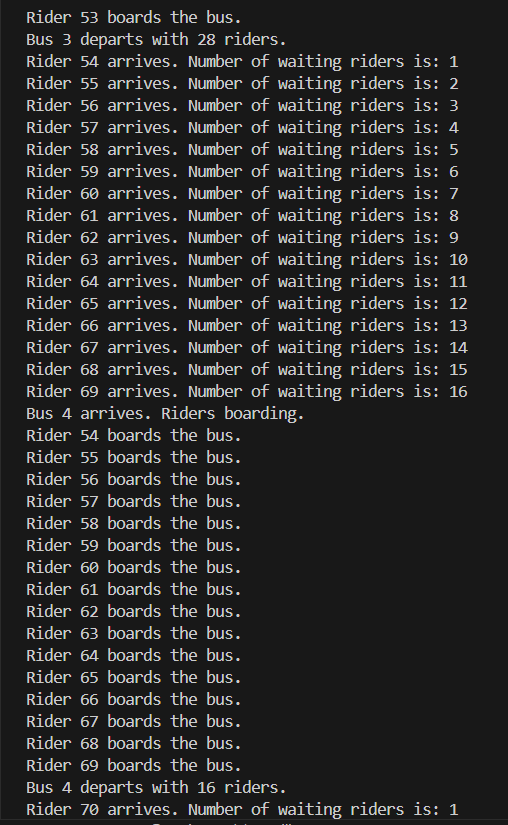 Rider 53 boards the bus.
Bus 3 departs with 28 riders.
Rider 54 arrives. Number of waiting riders is: 1
Rider 55 arrives. Number of waiting riders is: 2
Rider 56 arrives. Number of waiting riders is: 3
Rider 57 arrives. Number of waiting riders is: 4
Rider 58 arrives. Number of waiting riders is: 5
Rider 59 arrives. Number of waiting riders is: 6
Rider 60 arrives. Number of waiting riders is: 7
Rider 61 arrives. Number of waiting riders is: 8
Rider 62 arrives. Number of waiting riders is: 9
Rider 63 arrives. Number of waiting riders is: 10
Rider 64 arrives. Number of waiting riders is: 11
Rider 65 arrives. Number of waiting riders is: 12
Rider 66 arrives. Number of waiting riders is: 13
Rider 67 arrives. Number of waiting riders is: 14
Rider 68 arrives. Number of waiting riders is: 15
Rider 69 arrives. Number of waiting riders is: 16
Bus 4 arrives. Riders boarding.
Rider 54 boards the bus.
Rider 55 boards the bus.
Rider 56 boards the bus.
Rider 57 boards the bus.
Rider 58 boards the bus.
Rider 59 boards the bus.
Rider 60 boards the bus.
Rider 61 boards the bus.
Rider 62 boards the bus.
Rider 63 boards the bus.
Rider 64 boards the bus.
Rider 65 boards the bus.
Rider 66 boards the bus.
Rider 67 boards the bus.
Rider 68 boards the bus.
Rider 69 boards the bus.
Bus 4 departs with 16 riders.
Rider 70 arrives. Number of waiting riders is: 1